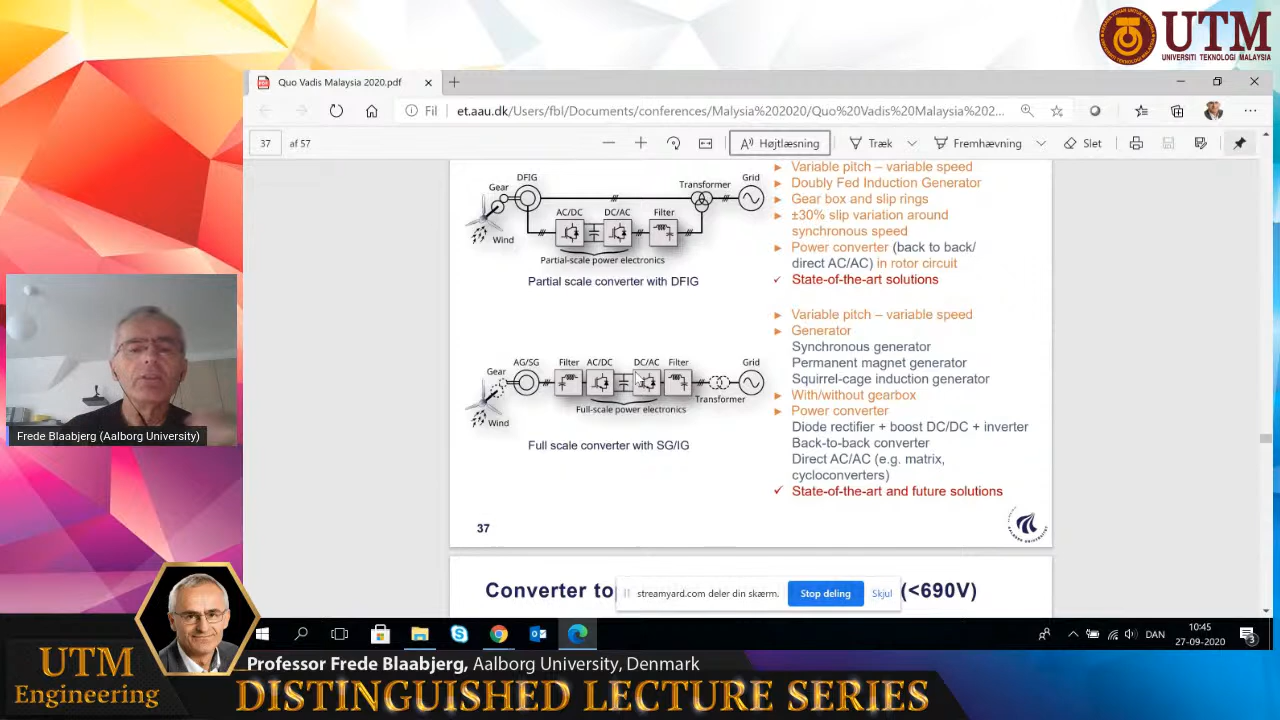 UTM
UNIVERSITI TEKNOLOGI MALAYSIA
Quo Vadis Malaysia 2020.pdf
Fil
et.aau.dk/Users/fbl/Documents/conferences/Malysia%202020/Quo%20Vadis%20Malaysia%202...
37 af 57
Højtlæsning
Træk
Fremhævning
Slet
DFIG
Gear
Transformer
Grid
AC/DC
DC/AC
Filter
Wind
Partial-scale power electronics
Partial scale converter with DFIG
Variable pitch – variable speed
Doubly Fed Induction Generator
Gear box and slip rings
±30% slip variation around
synchronous speed
Power converter (back to back/
direct AC/AC) in rotor circuit
State-of-the-art solutions
AG/SG
Filter
AC/DC
DC/AC
Filter
Grid
Gear
Transformer
Wind
Full-scale power electronics
Full scale converter with SG/IG
Variable pitch – variable speed
Generator
Synchronous generator
Permanent magnet generator
Squirrel-cage induction generator
With/without gearbox
Power converter
Diode rectifier + boost DC/DC + inverter
Back-to-back converter
Direct AC/AC (e.g. matrix,
cycloconverters)
State-of-the-art and future solutions
37
Converter to
(<690V)
streamyard.com deler din skærm.
Stop deling
Skjul
Frede Blaabjerg (Aalborg University)
DAN
10:45
27-09-2020
3
UTM
Engineering
Professor Frede Blaabjerg, Aalborg University, Denmark
DISTINGUISHED LECTURE SERIES